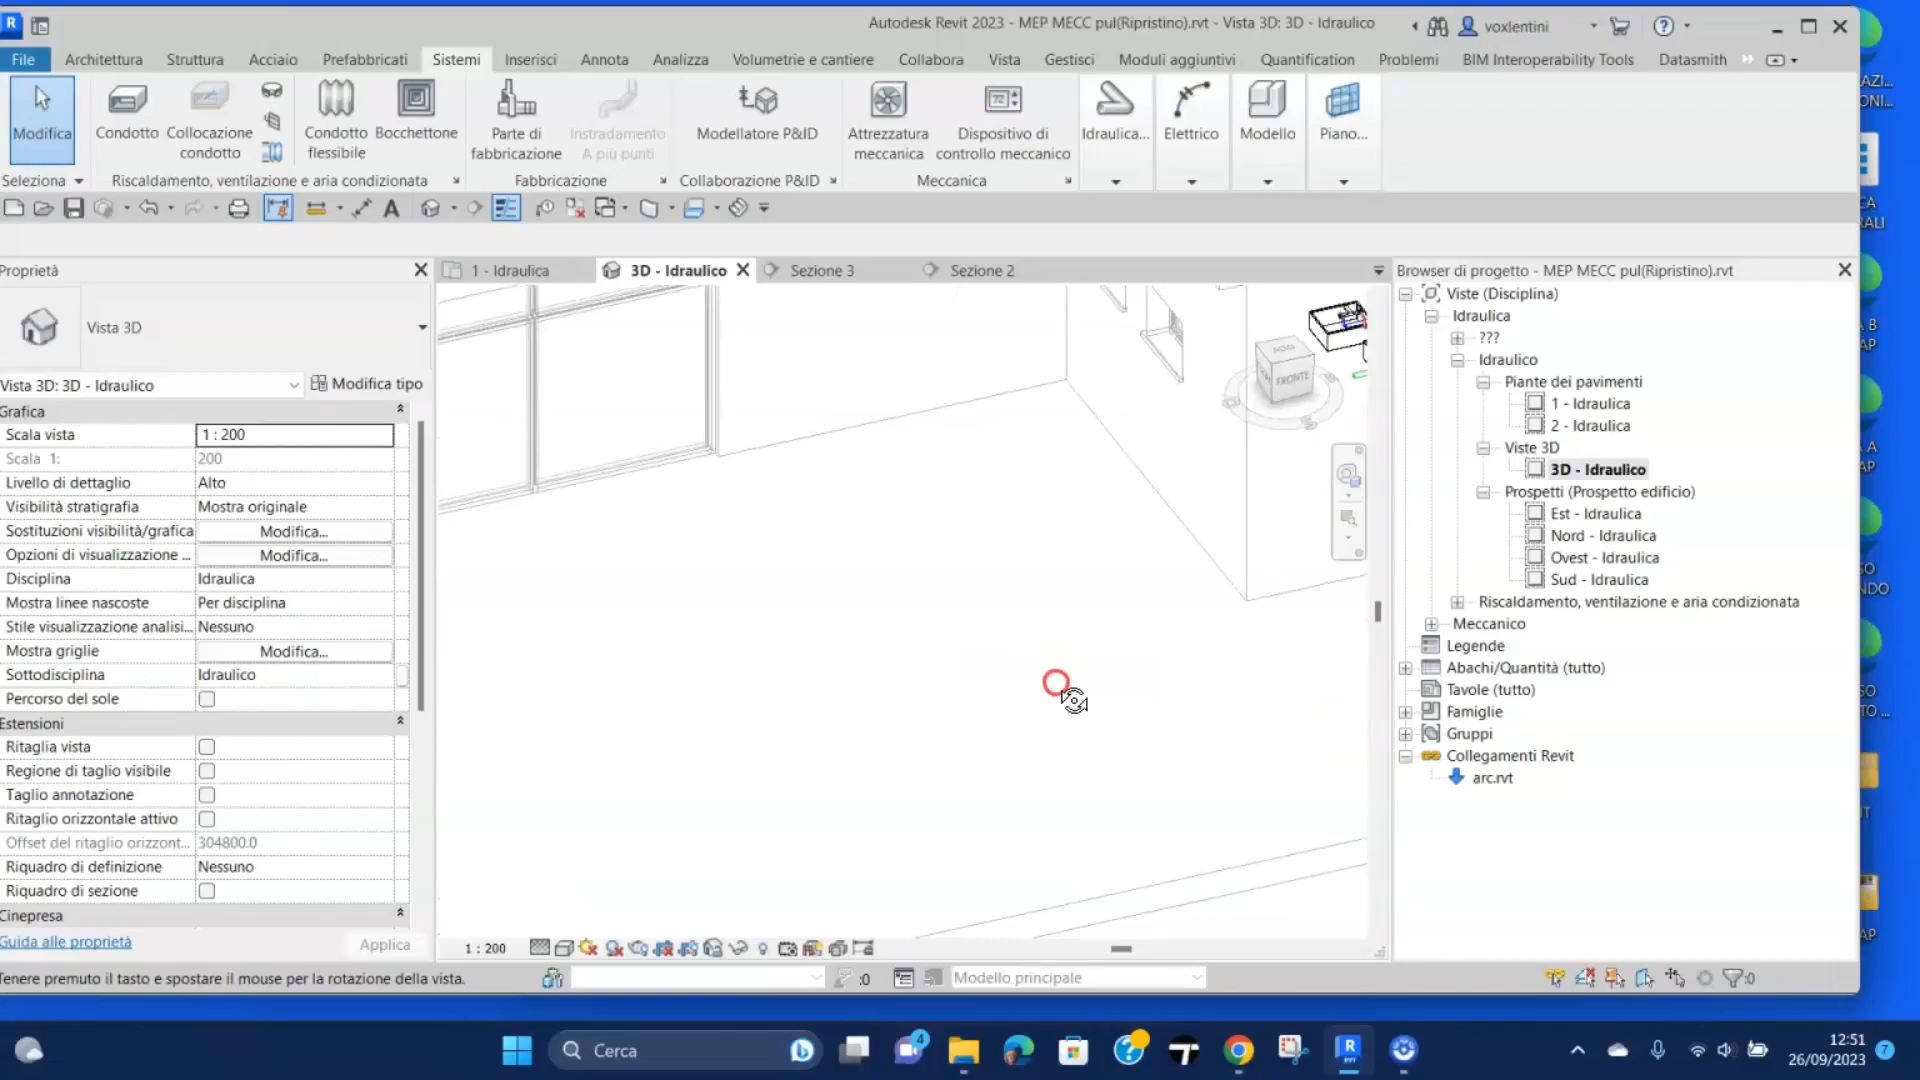 Autodesk Revit 2023 - MEP MECC pul(Ripristino).rvt - Vista 3D: 3D - Idraulico
voxlentini
File Architettura Struttura Acciaio Prefabbricati Sistemi Inserisci Annota Analizza Volumetrie e cantiere Collabora Vista Gestisci Moduli aggiuntivi Quantification Problemi BIM Interoperability Tools Datasmith
Modifica
Condotto
Collocazione condotto
Condotto flessibile
Bocchettone
Parte di fabbricazione
Instradamento A più punti
Modellatore P&ID
Attrezzatura meccanica
Dispositivo di controllo meccanico
Idraulica...
Elettrico
Modello
Piano...
Seleziona
Riscaldamento, ventilazione e aria condizionata
Fabbricazione
Collaborazione P&ID
Meccanica
Proprietà
1 - Idraulica
3D - Idraulico
Sezione 3
Sezione 2
Browser di progetto - MEP MECC pul(Ripristino).rvt
Vista 3D
Vista 3D: 3D - Idraulico
Modifica tipo
Grafica
Scala vista 1 : 200
Scala 1: 200
Livello di dettaglio Alto
Visibilità stratigrafia Mostra originale
Sostituzioni visibilità/grafica Modifica...
Opzioni di visualizzazione ... Modifica...
Disciplina Idraulica
Mostra linee nascoste Per disciplina
Stile visualizzazione analisi... Nessuno
Mostra griglie Modifica...
Sottodisciplina Idraulico
Percorso del sole
Estensioni
Ritaglia vista
Regione di taglio visibile
Taglio annotazione
Ritaglio orizzontale attivo
Offset del ritaglio orizzont... 304800.0
Riquadro di definizione Nessuno
Riquadro di sezione
Cinepresa
Guida alle proprietà
Applica
FRONTE
Viste (Disciplina)
Idraulica
???
Idraulico
Piante dei pavimenti
1 - Idraulica
2 - Idraulica
Viste 3D
3D - Idraulico
Prospetti (Prospetto edificio)
Est - Idraulica
Nord - Idraulica
Ovest - Idraulica
Sud - Idraulica
Riscaldamento, ventilazione e aria condizionata
Meccanico
Legende
Abachi/Quantità (tutto)
Tavole (tutto)
Famiglie
Gruppi
Collegamenti Revit
arc.rvt
1 : 200
Tenere premuto il tasto e spostare il mouse per la rotazione della vista.
:0
Modello principale
:0
Cerca
4
12:51
26/09/2023
7